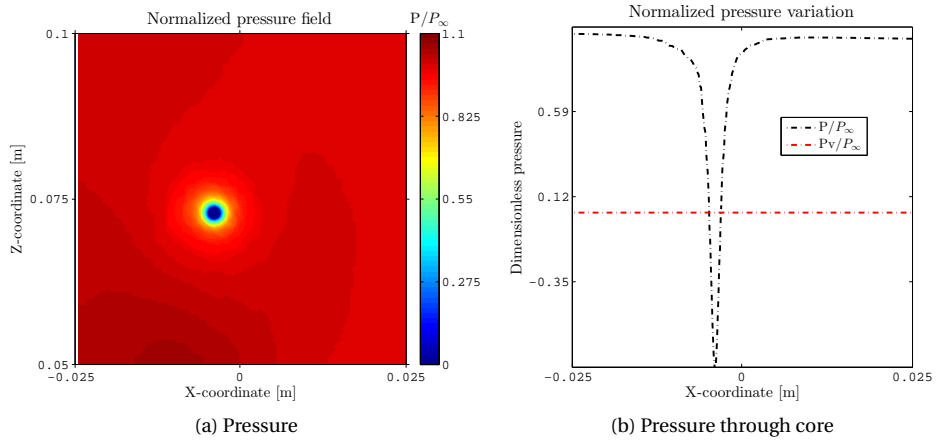 Normalized pressure field
P/P∞
0.1
0.075
0.05
Z-coordinate [m]
-0.025
0
0.025
X-coordinate [m]
1.1
0.825
0.55
0.275
0
(a) Pressure
Normalized pressure variation
0.59
0.12
-0.35
Dimensionless pressure
P/P∞
Pv/P∞
-0.025
0
0.025
X-coordinate [m]
(b) Pressure through core